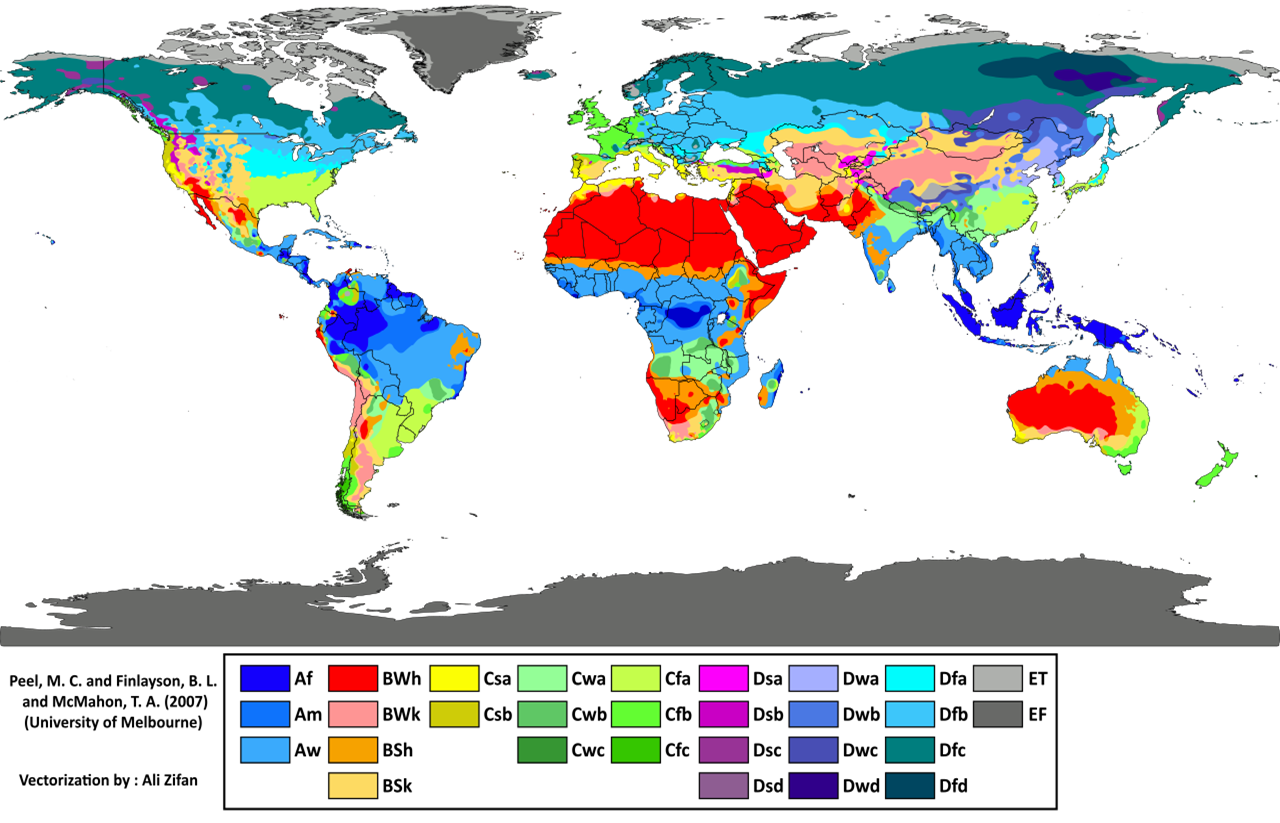 Peel, M. C. and Finlayson, B. L.
and McMahon, T. A. (2007)
(University of Melbourne)
Vectorization by : Ali Zifan
Af BWh Csa Cwa Cfa Dsa Dwa Dfa ET
Am BWk Csb Cwb Cfb Dsb Dwb Dfb EF
Aw BSh Cwc Cfc Dsc Dwc Dfc
BSk Dsd Dwd Dfd